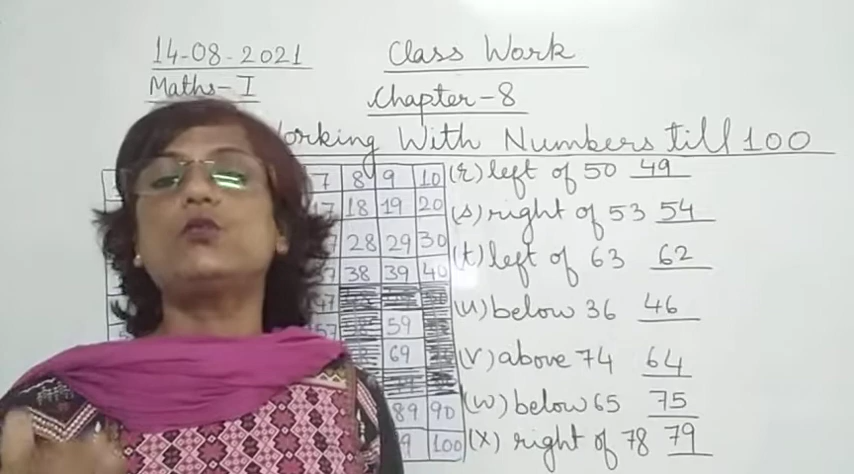 14-08-2021 Class Work
Maths-I Chapter-8
Working With Numbers till 100
7 8 9 10 (r) left of 50 49
17 18 19 20 (s) right of 53 54
28 29 30 (t) left of 63 62
38 39 40
47 (u) below 36 46
57 59
69 (v) above 74 64
89 90 (w) below 65 75
100 (x) right of 78 79